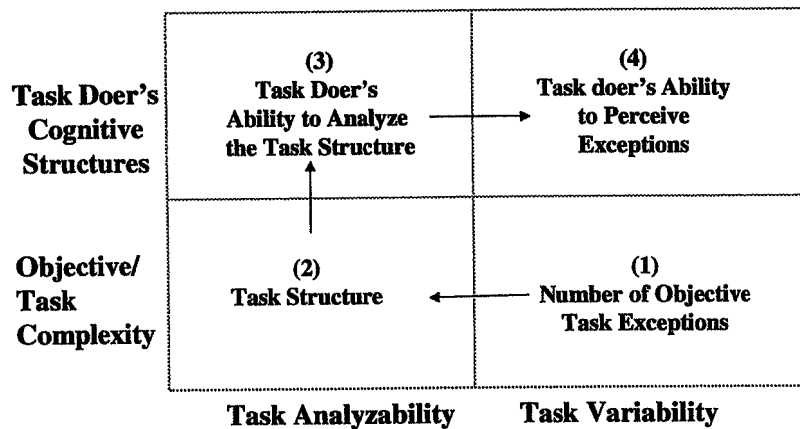 Task Doer's
Cognitive
Structures
(3)
Task Doer's
Ability to Analyze
the Task Structure
(4)
Task doer's Ability
to Perceive
Exceptions
Objective/
Task
Complexity
(2)
Task Structure
(1)
Number of Objective
Task Exceptions
Task Analyzability
Task Variability